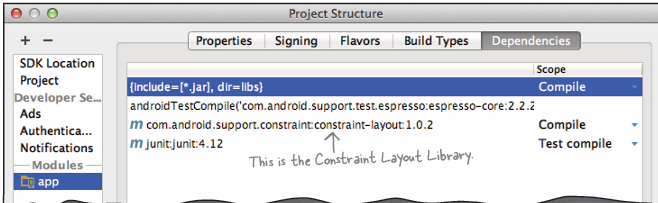 Project Structure
+ −
Properties Signing Flavors Build Types Dependencies
SDK Location
Project
Developer Se...
Ads
Authentica...
Notifications
Modules
app
Scope
{include=[*.jar], dir=libs} Compile
androidTestCompile('com.android.support.test.espresso:espresso-core:2.2.2
m com.android.support.constraint:constraint-layout:1.0.2 Compile
m junit:junit:4.12 Test compile
This is the Constraint Layout Library.